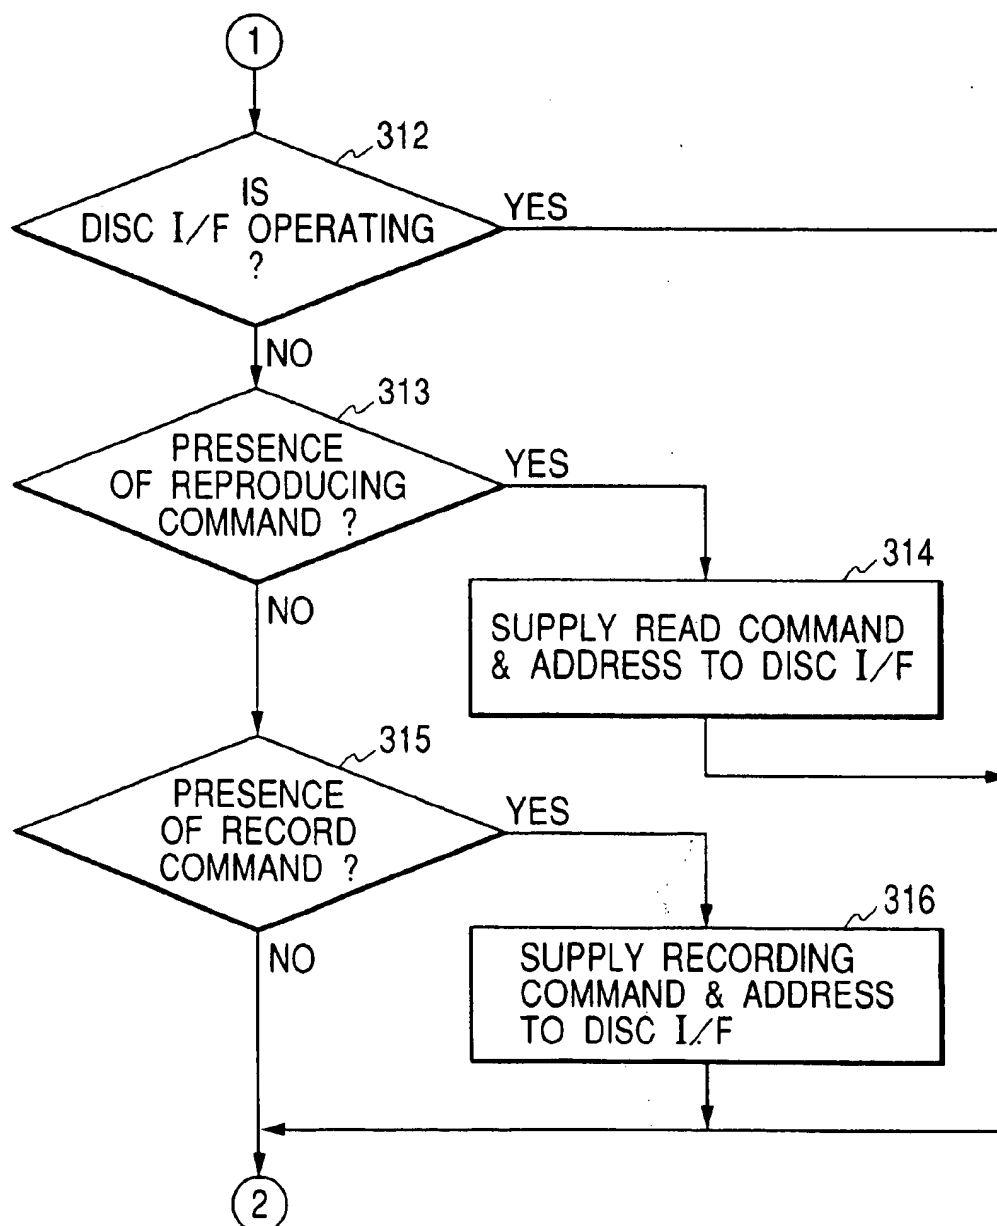 1
312
IS
DISC I/F OPERATING
?
YES
NO
313
PRESENCE
OF REPRODUCING
COMMAND ?
YES
NO
314
SUPPLY READ COMMAND
& ADDRESS TO DISC I/F
315
PRESENCE
OF RECORD
COMMAND ?
YES
NO
316
SUPPLY RECORDING
COMMAND & ADDRESS
TO DISC I/F
2